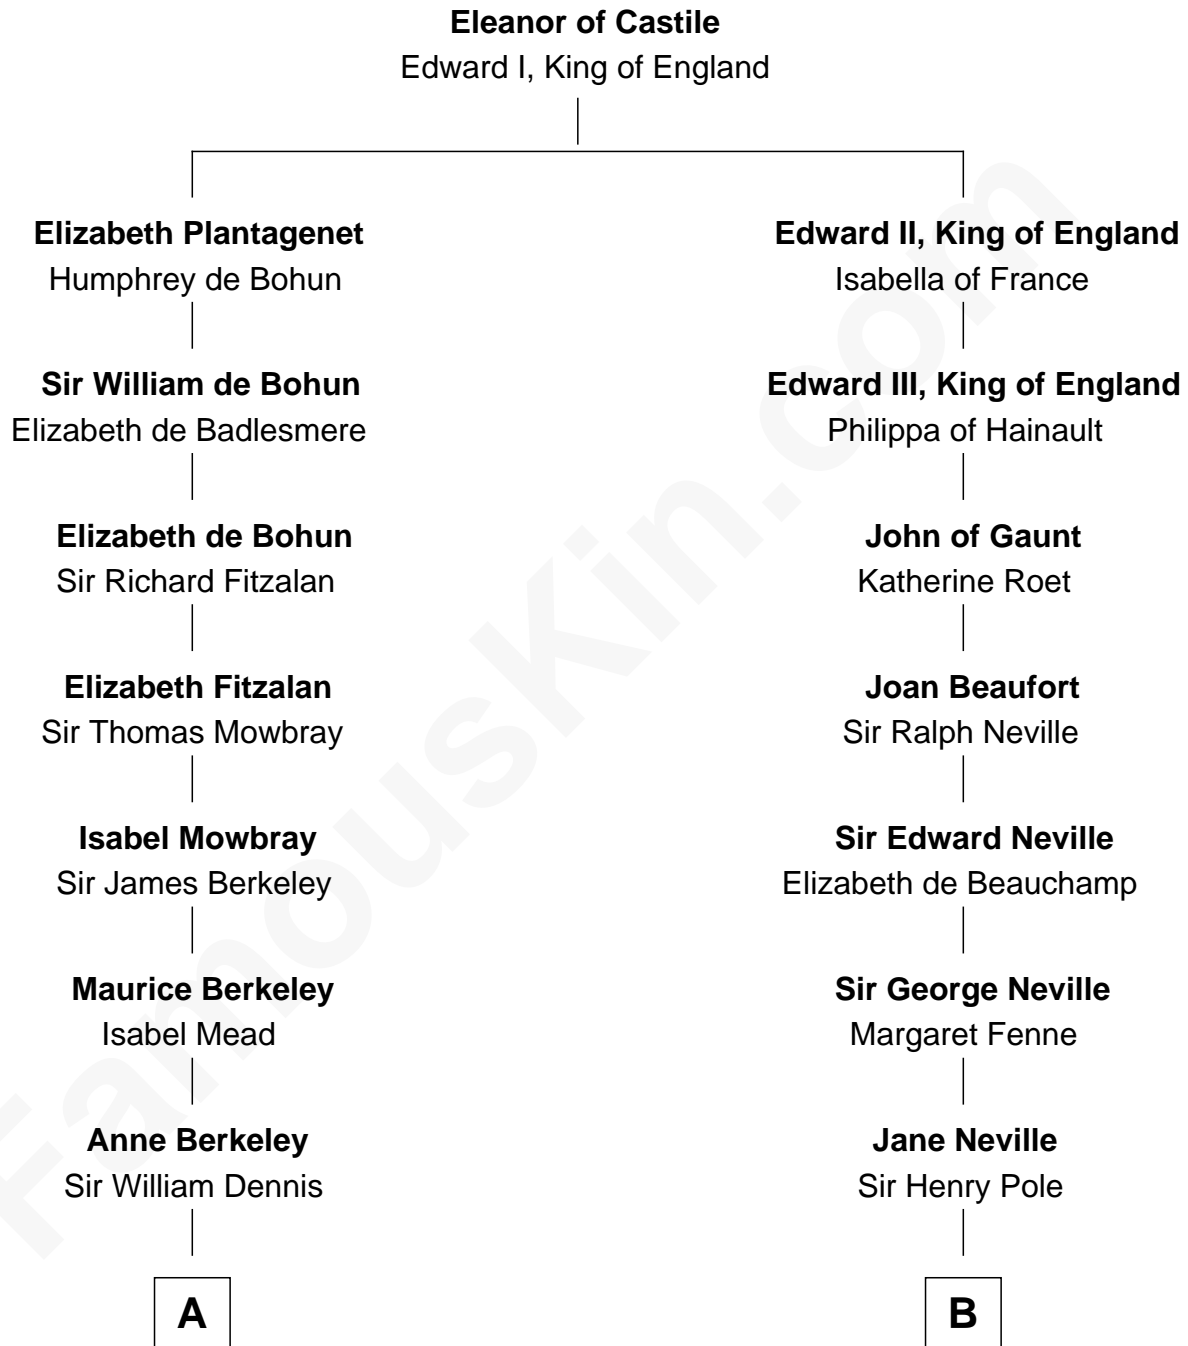 Eleanor of Castile
Edward I, King of England
Elizabeth Plantagenet
Humphrey de Bohun
Edward II, King of England
Isabella of France
Sir William de Bohun
Elizabeth de Badlesmere
Edward III, King of England
Philippa of Hainault
Elizabeth de Bohun
Sir Richard Fitzalan
John of Gaunt
Katherine Roet
Elizabeth Fitzalan
Sir Thomas Mowbray
Joan Beaufort
Sir Ralph Neville
Isabel Mowbray
Sir James Berkeley
Sir Edward Neville
Elizabeth de Beauchamp
Maurice Berkeley
Isabel Mead
Sir George Neville
Margaret Fenne
Anne Berkeley
Sir William Dennis
Jane Neville
Sir Henry Pole
A
B
FamousKin.com